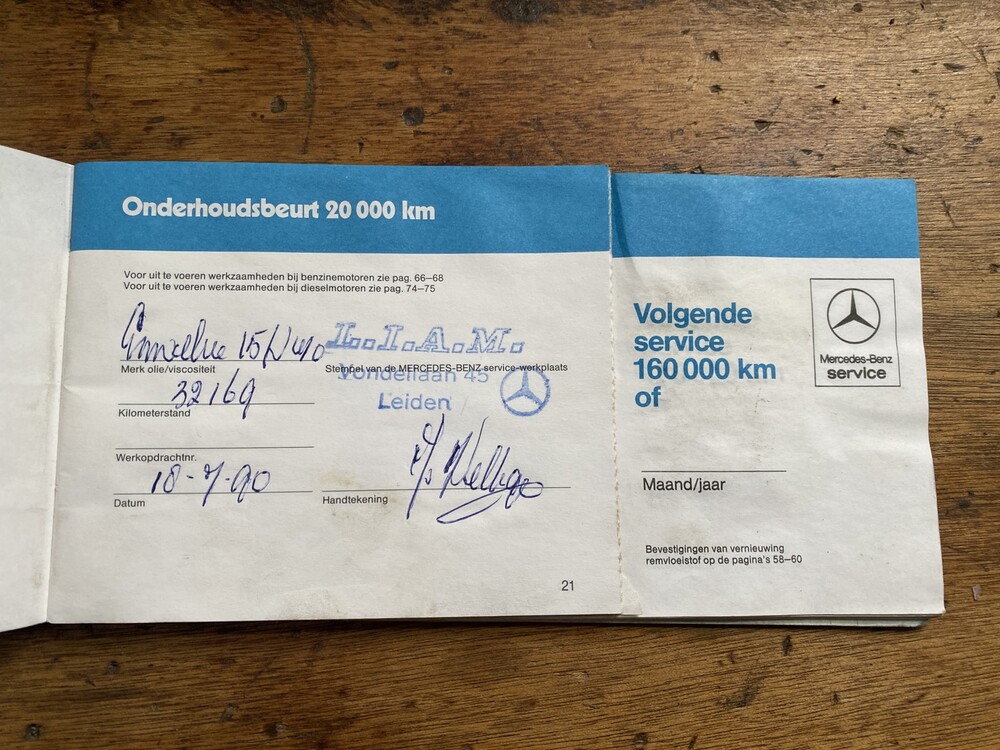 Onderhoudsbeurt 20 000 km
Voor uit te voeren werkzaamheden bij benzinemotoren zie pag. 66–68
Voor uit te voeren werkzaamheden bij dieselmotoren zie pag. 74–75
15/W/40
Merk olie/viscositeit
32169
Kilometerstand
Werkopdrachtnr.
18-7-90
Datum
L.I.A.M.
Stempel van de MERCEDES-BENZ service-werkplaats
Vondellaan 45
Leiden
Handtekening
21
Volgende
service
160 000 km
of
Maand/jaar
Bevestigingen van vernieuwing
remvloeistof op de pagina's 58–60
Mercedes-Benz
service